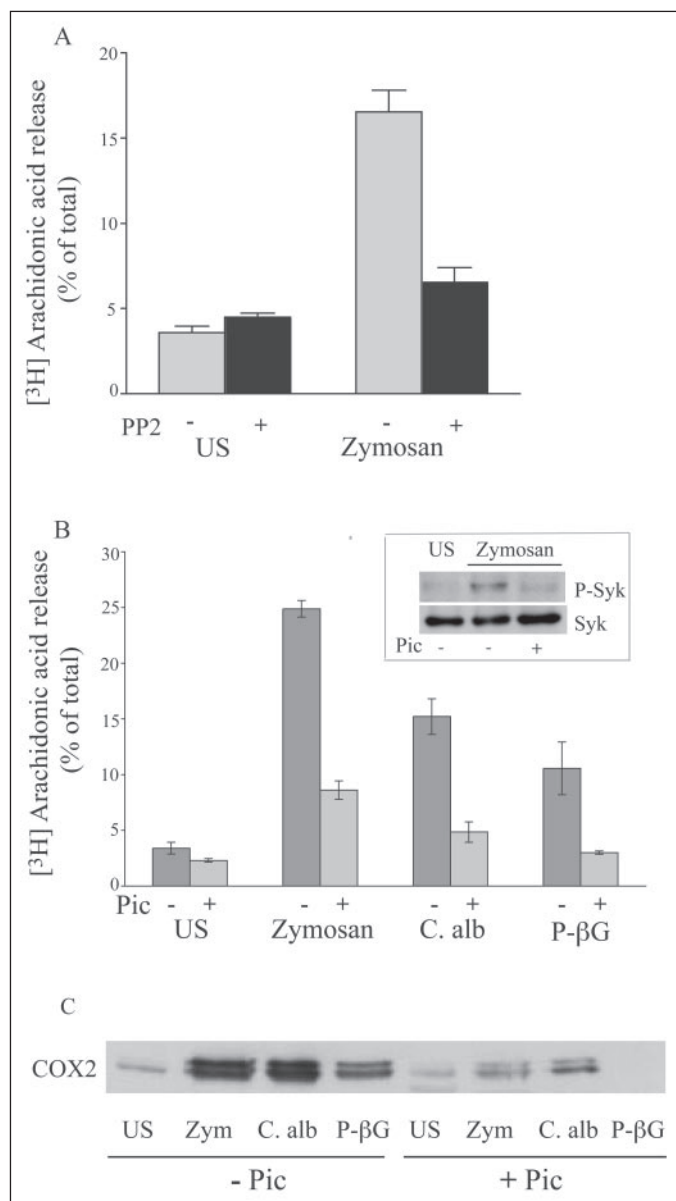 A
[³H] Arachidonic acid release
(% of total)
20
15
10
5
0
PP2 - + - +
US Zymosan
B
[³H] Arachidonic acid release
(% of total)
30
25
20
15
10
5
0
US Zymosan
P-Syk
Syk
Pic - - +
Pic - + - + - + - +
US Zymosan C. alb P-βG
C
COX2
US Zym C. alb P-βG US Zym C. alb P-βG
- Pic + Pic